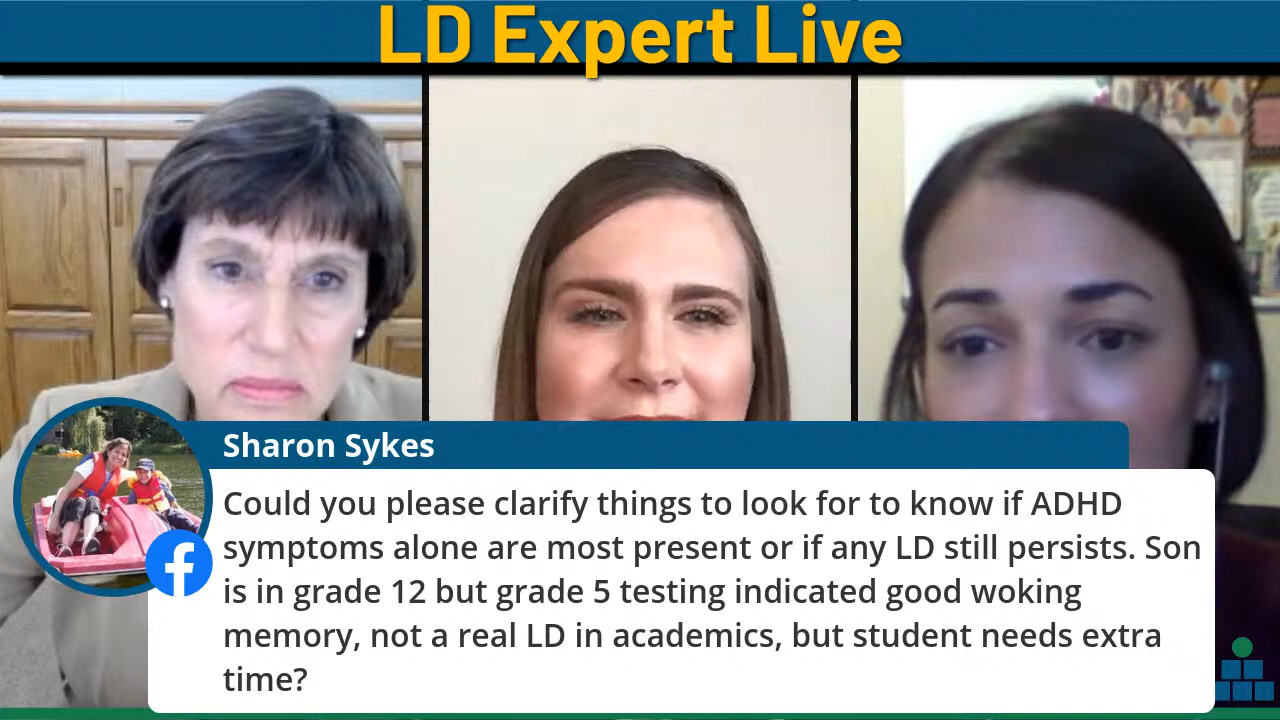 LD Expert Live
Sharon Sykes
Could you please clarify things to look for to know if ADHD
symptoms alone are most present or if any LD still persists. Son
is in grade 12 but grade 5 testing indicated good woking
memory, not a real LD in academics, but student needs extra
time?